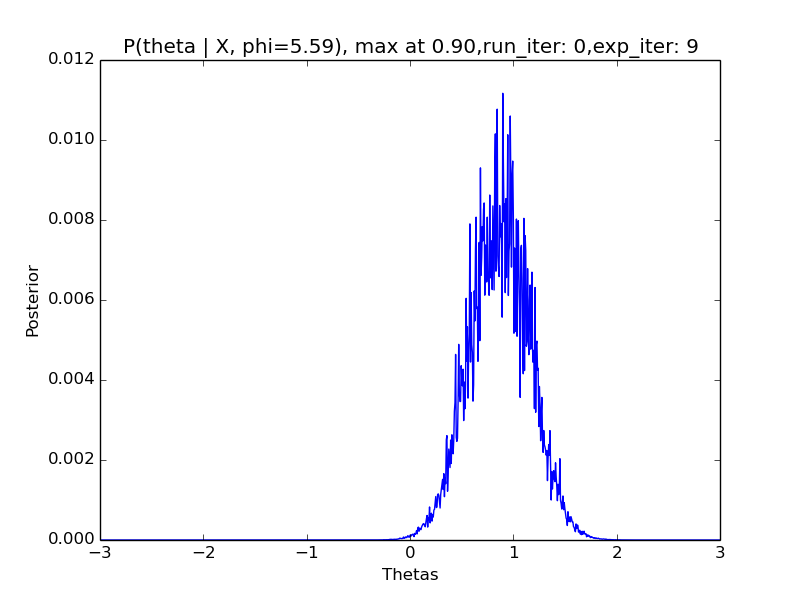 P(theta | X, phi=5.59), max at 0.90,run_iter: 0,exp_iter: 9
0.012
0.010
0.008
0.006
0.004
0.002
0.000
Posterior
−3 −2 −1 0 1 2 3
Thetas